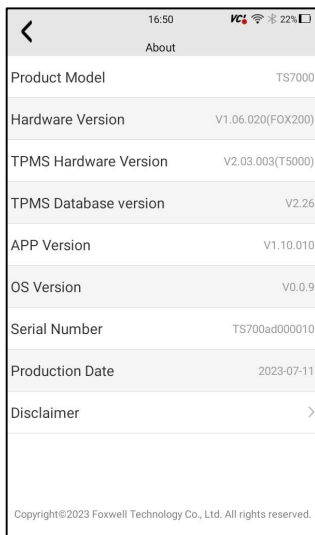 16:50 VCI 22%
About
Product Model TS7000
Hardware Version V1.06.020(FOX200)
TPMS Hardware Version V2.03.003(T5000)
TPMS Database version V2.26
APP Version V1.10.010
OS Version V0.0.9
Serial Number TS700ad000010
Production Date 2023-07-11
Disclaimer
Copyright©2023 Foxwell Technology Co., Ltd. All rights reserved.